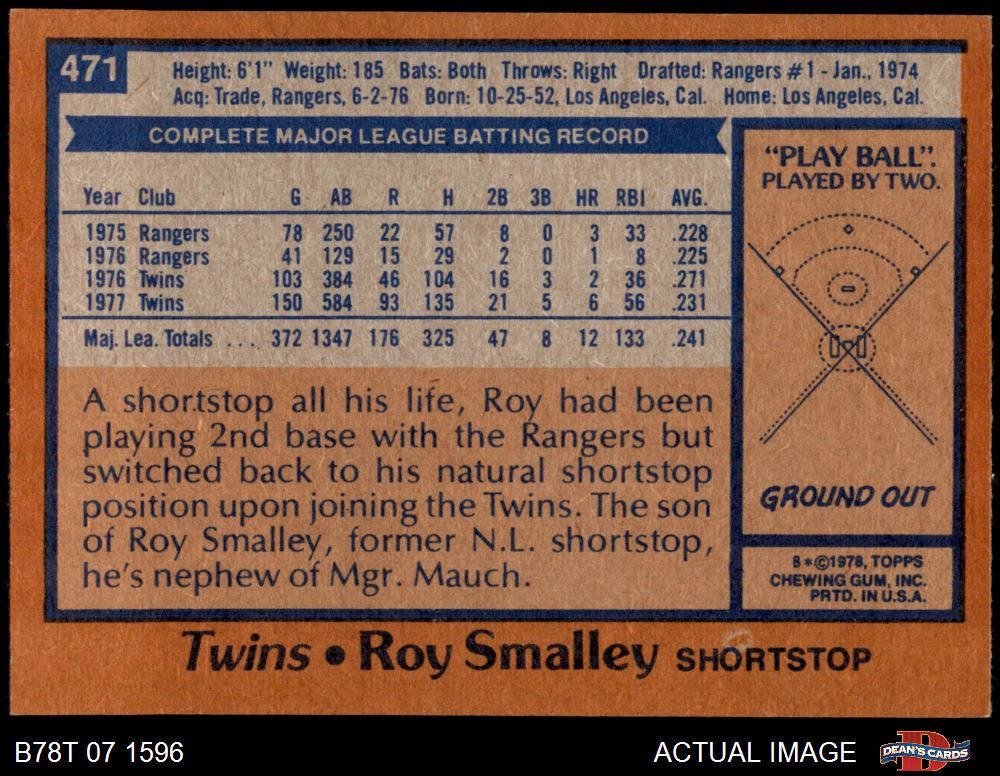 471
Height: 6'1" Weight: 185 Bats: Both Throws: Right Drafted: Rangers #1 - Jan., 1974
Acq: Trade, Rangers, 6-2-76 Born: 10-25-52, Los Angeles, Cal. Home: Los Angeles, Cal.
COMPLETE MAJOR LEAGUE BATTING RECORD
Year Club G AB R H 2B 3B HR RBI AVG.
1975 Rangers 78 250 22 57 8 0 3 33 .228
1976 Rangers 41 129 15 29 2 0 1 8 .225
1976 Twins 103 384 46 104 16 3 2 36 .271
1977 Twins 150 584 93 135 21 5 6 56 .231
Maj. Lea. Totals . . . 372 1347 176 325 47 8 12 133 .241
A shortstop all his life, Roy had been
playing 2nd base with the Rangers but
switched back to his natural shortstop
position upon joining the Twins. The son
of Roy Smalley, former N.L. shortstop,
he's nephew of Mgr. Mauch.
"PLAY BALL".
PLAYED BY TWO.
GROUND OUT
B*©1978, TOPPS
CHEWING GUM, INC.
PRTD. IN U.S.A.
Twins • Roy Smalley SHORTSTOP
B78T 07 1596
ACTUAL IMAGE
DEAN'S CARDS